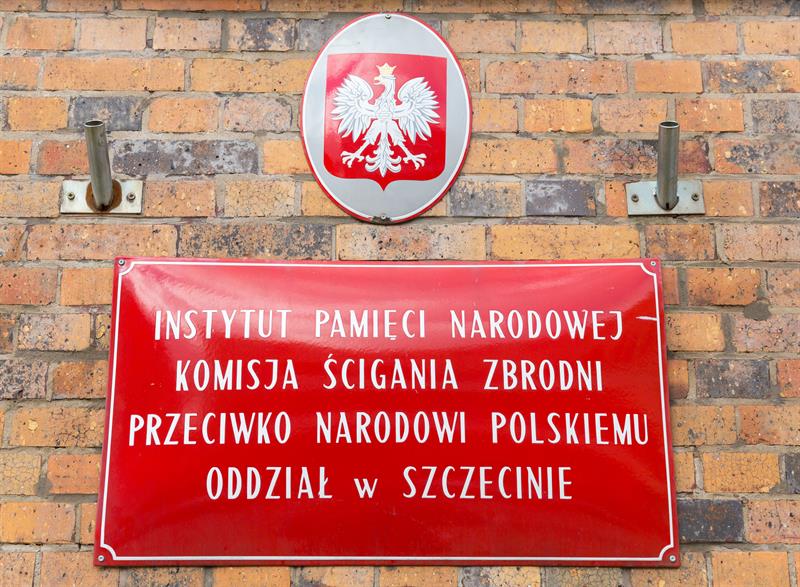 INSTYTUT PAMIĘCI NARODOWEJ
KOMISJA ŚCIGANIA ZBRODNI
PRZECIWKO NARODOWI POLSKIEMU
ODDZIAŁ w SZCZECINIE